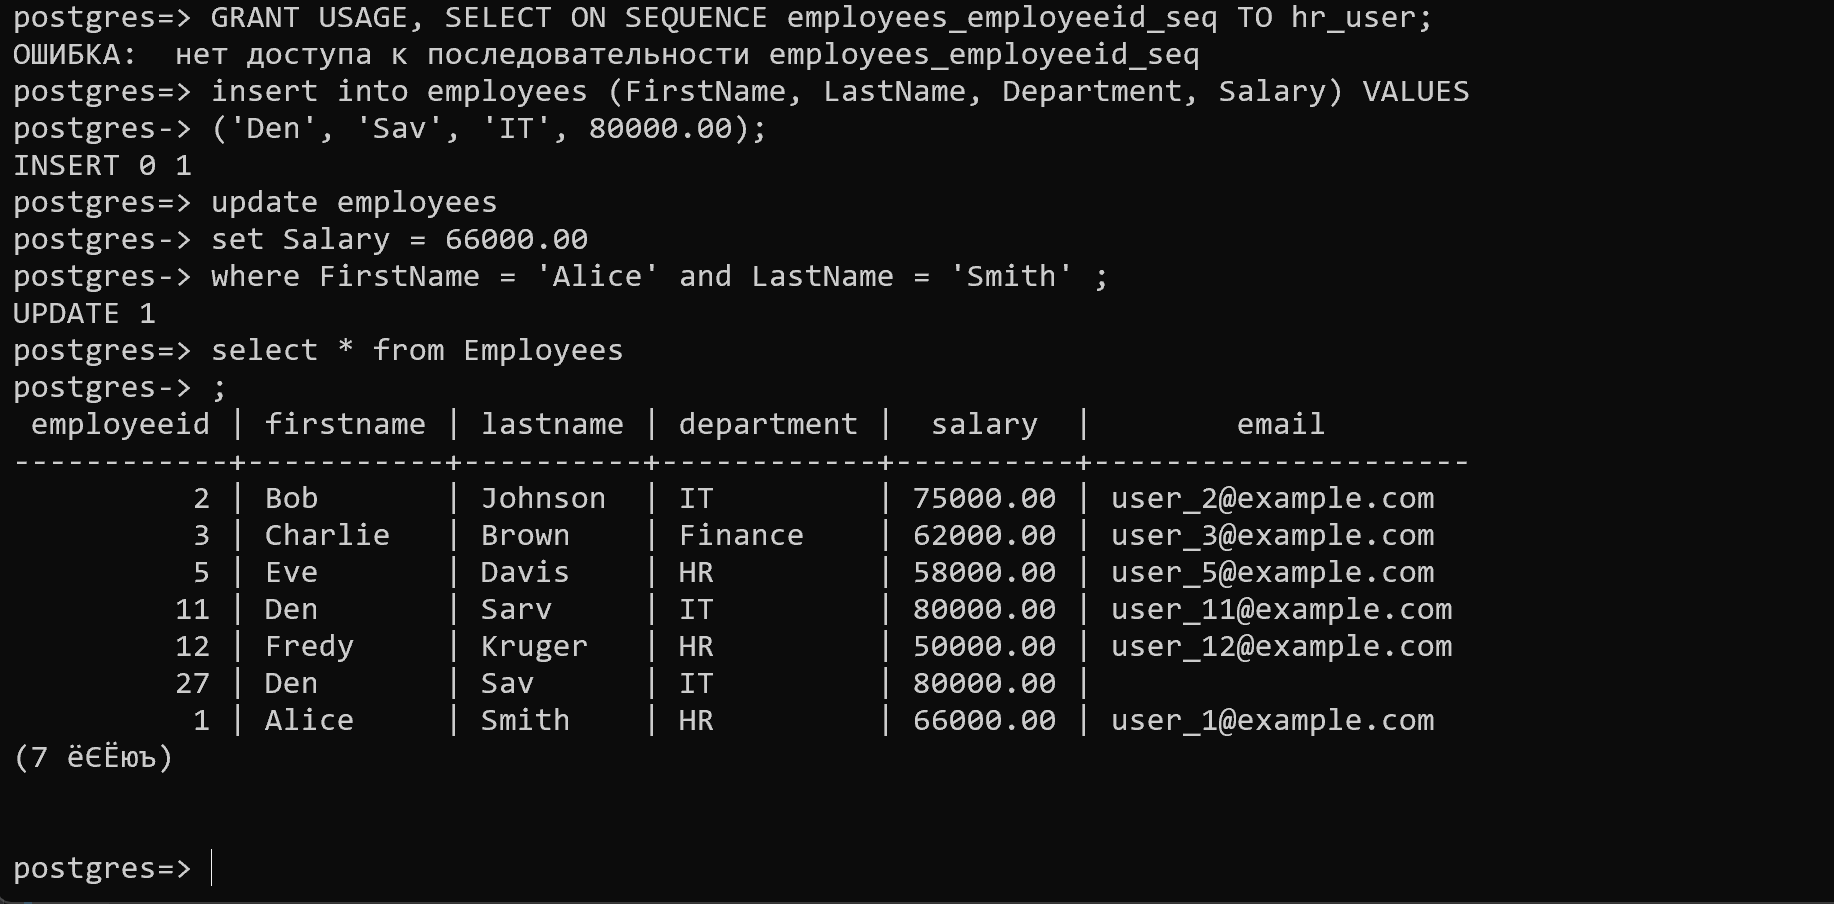 postgres=> GRANT USAGE, SELECT ON SEQUENCE employees_employeeid_seq TO hr_user;
ОШИБКА:  нет доступа к последовательности employees_employeeid_seq
postgres=> insert into employees (FirstName, LastName, Department, Salary) VALUES
postgres-> ('Den', 'Sav', 'IT', 80000.00);
INSERT 0 1
postgres=> update employees
postgres-> set Salary = 66000.00
postgres-> where FirstName = 'Alice' and LastName = 'Smith' ;
UPDATE 1
postgres=> select * from Employees
postgres-> ;
 employeeid | firstname | lastname | department |  salary  |        email
------------+-----------+----------+------------+----------+---------------------
          2 | Bob       | Johnson  | IT         | 75000.00 | user_2@example.com
          3 | Charlie   | Brown    | Finance    | 62000.00 | user_3@example.com
          5 | Eve       | Davis    | HR         | 58000.00 | user_5@example.com
         11 | Den       | Sarv     | IT         | 80000.00 | user_11@example.com
         12 | Fredy     | Kruger   | HR         | 50000.00 | user_12@example.com
         27 | Den       | Sav      | IT         | 80000.00 |
          1 | Alice     | Smith    | HR         | 66000.00 | user_1@example.com
(7 ёЄЁюъ)
postgres=>